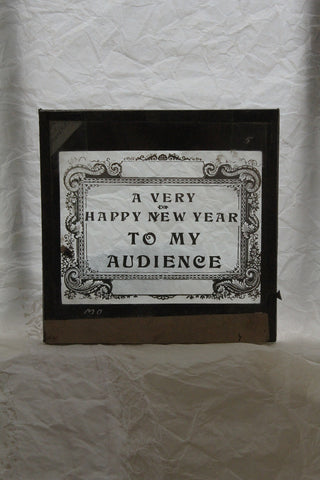 A VERY
HAPPY NEW YEAR
TO MY
AUDIENCE